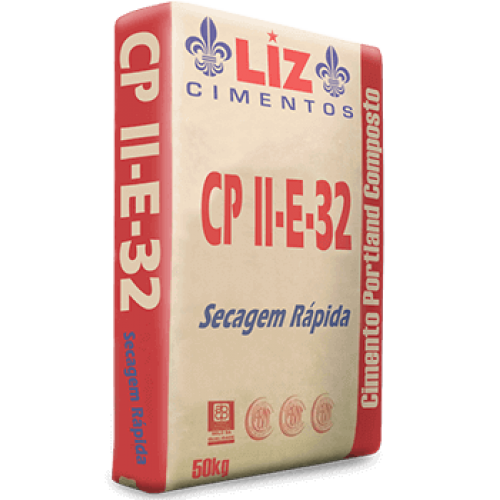 LIZ
CIMENTOS
CP II-E-32
Secagem Rápida
50kg
Cimento Portland Composto
CP II-E-32
Secagem Rápida